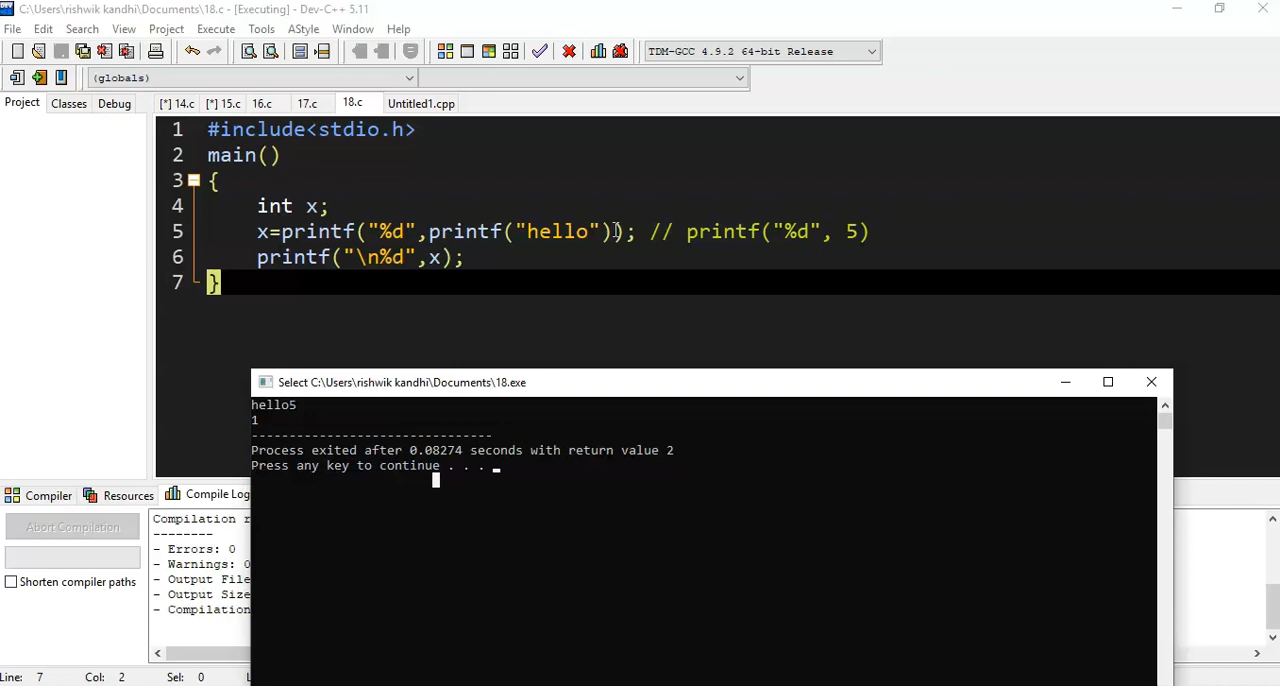 C:\Users\rishwik kandhi\Documents\18.c - [Executing] - Dev-C++ 5.11
File Edit Search View Project Execute Tools AStyle Window Help
TDM-GCC 4.9.2 64-bit Release
(globals)
Project Classes Debug [*] 14.c [*] 15.c 16.c 17.c 18.c Untitled1.cpp
1 #include<stdio.h>
2 main()
3 {
4 int x;
5 x=printf("%d",printf("hello")); // printf("%d", 5)
6 printf("\n%d",x);
7 }
Select C:\Users\rishwik kandhi\Documents\18.exe
hello5
1
--------------------------------
Process exited after 0.08274 seconds with return value 2
Press any key to continue . . .
Compiler Resources Compile Log
Abort Compilation
Shorten compiler paths
Compilation r
--------
- Errors: 0
- Warnings: 0
- Output File
- Output Size
- Compilation
Line: 7 Col: 2 Sel: 0